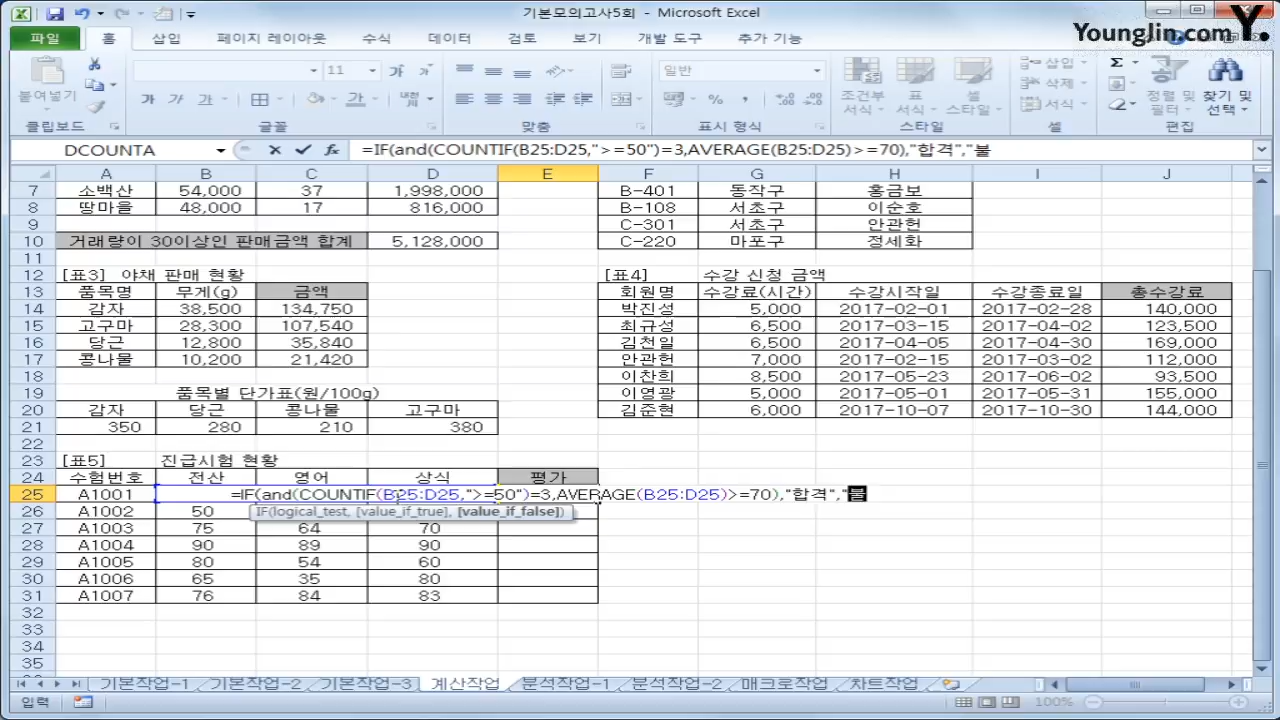 기본모의고사5회 - Microsoft Excel
Younglin.com Y.
파일 홈 삽입 페이지 레이아웃 수식 데이터 검토 보기 개발 도구 추가 기능
붙여넣기 11 가 가 일반 조건부 서식 표 서식 셀 스타일 삽입 삭제 서식 정렬 및 필터 찾기 및 선택
클립보드 글꼴 맞춤 표시 형식 스타일 셀 편집
DCOUNTA =IF(and(COUNTIF(B25:D25,">=50")=3,AVERAGE(B25:D25)>=70),"합격","불
A B C D E F G H I J
7 소백산 54,000 37 1,998,000 B-401 동작구 홍금보
8 땅마을 48,000 17 816,000 B-108 서초구 이순호
9 C-301 서초구 안관헌
10 거래량이 30이상인 판매금액 합계 5,128,000 C-220 마포구 정세화
11
12 [표3] 야채 판매 현황 [표4] 수강 신청 금액
13 품목명 무게(g) 금액 회원명 수강료(시간) 수강시작일 수강종료일 총수강료
14 감자 38,500 134,750 박진성 5,000 2017-02-01 2017-02-28 140,000
15 고구마 28,300 107,540 최규성 6,500 2017-03-15 2017-04-02 123,500
16 당근 12,800 35,840 김천일 6,500 2017-04-05 2017-04-30 169,000
17 콩나물 10,200 21,420 안관헌 7,000 2017-02-15 2017-03-02 112,000
18 이찬희 8,500 2017-05-23 2017-06-02 93,500
19 품목별 단가표(원/100g) 이영광 5,000 2017-05-01 2017-05-31 155,000
20 감자 당근 콩나물 고구마 김준현 6,000 2017-10-07 2017-10-30 144,000
21 350 280 210 380
22
23 [표5] 진급시험 현황
24 수험번호 전산 영어 상식 평가
25 A1001 =IF(and(COUNTIF(B25:D25,">=50")=3,AVERAGE(B25:D25)>=70),"합격","불
26 A1002 50 IF(logical_test, [value_if_true], [value_if_false])
27 A1003 75 64 70
28 A1004 90 89 90
29 A1005 80 54 60
30 A1006 65 35 80
31 A1007 76 84 83
32
33
34
35
기본작업-1 기본작업-2 기본작업-3 계산작업 분석작업-1 분석작업-2 매크로작업 차트작업
입력 100%